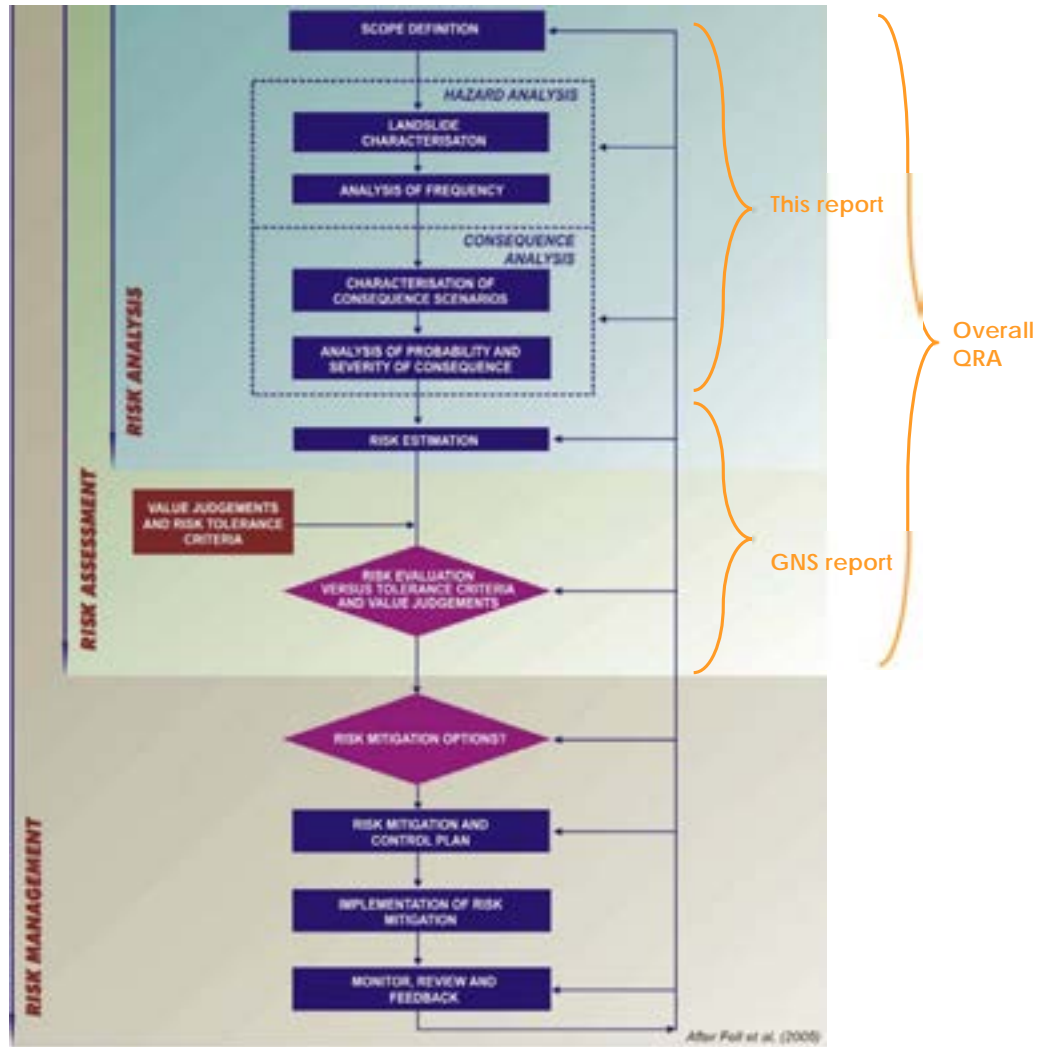 SCOPE DEFINITION
HAZARD ANALYSIS
LANDSLIDE
CHARACTERISATON
ANALYSIS OF FREQUENCY
CONSEQUENCE
ANALYSIS
CHARACTERISATION OF
CONSEQUENCE SCENARIOS
ANALYSIS OF PROBABILITY AND
SEVERITY OF CONSEQUENCE
RISK ANALYSIS
This report
Overall
QRA
RISK ESTIMATION
VALUE JUDGEMENTS
AND RISK TOLERANCE
CRITERIA
RISK EVALUATION
VERSUS TOLERANCE CRITERIA
AND VALUE JUDGEMENTS
RISK ASSESSMENT
GNS report
RISK MITIGATION OPTIONS?
RISK MITIGATION AND
CONTROL PLAN
IMPLEMENTATION OF RISK
MITIGATION
MONITOR, REVIEW AND
FEEDBACK
RISK MANAGEMENT
After Fell et al. (2005)